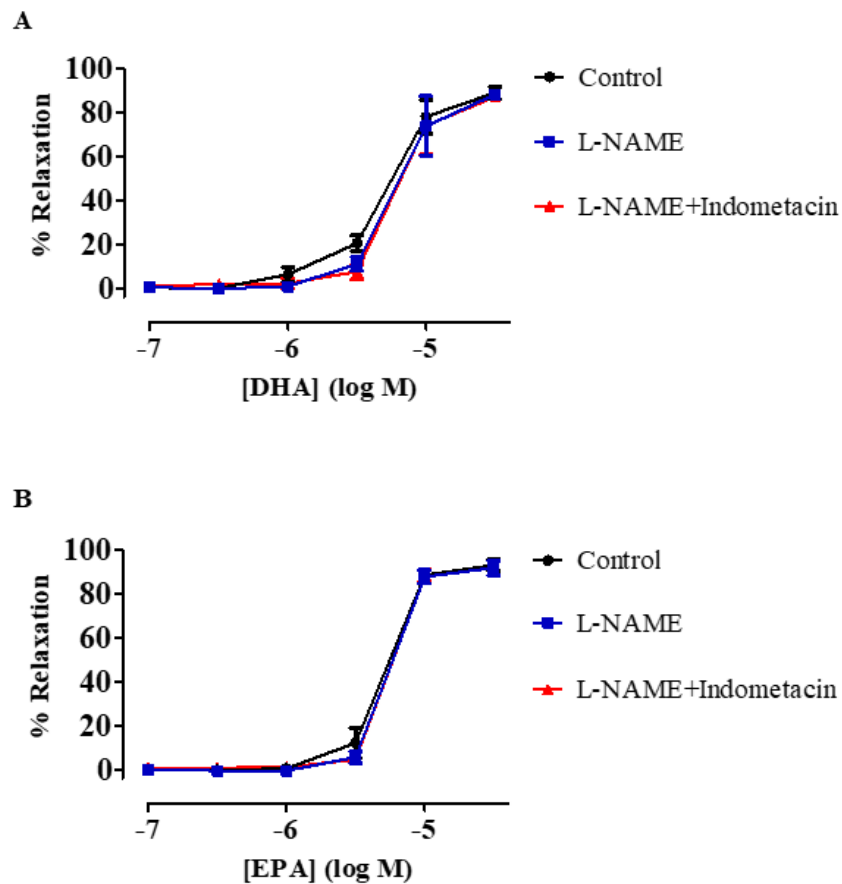 A
100
80
60
40
20
0
% Relaxation
-7
-6
-5
[DHA] (log M)
Control
L-NAME
L-NAME+Indometacin
B
100
80
60
40
20
0
% Relaxation
-7
-6
-5
[EPA] (log M)
Control
L-NAME
L-NAME+Indometacin